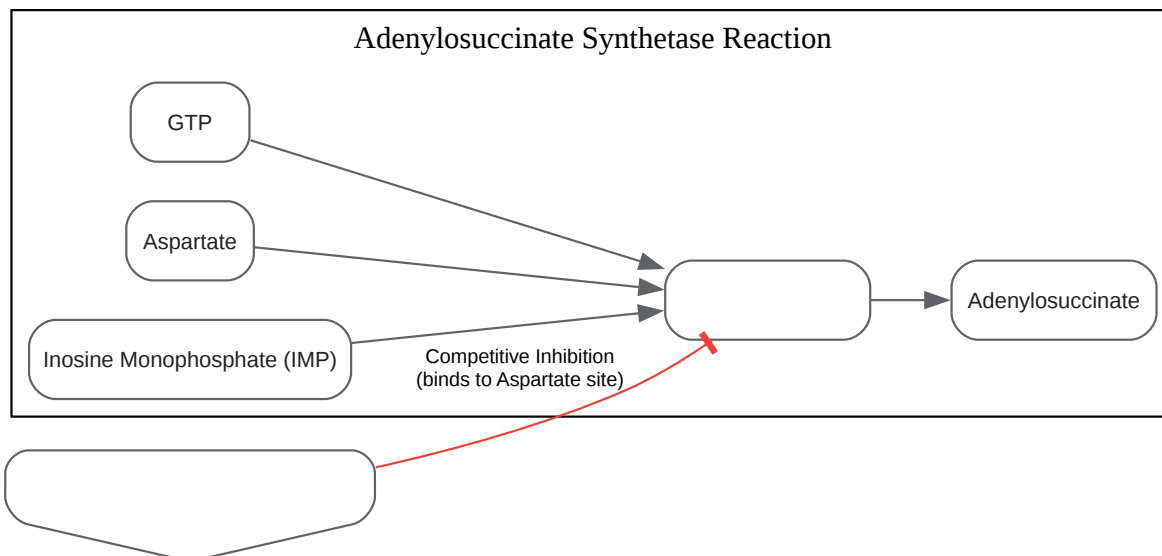 Adenylosuccinate Synthetase Reaction
GTP
Aspartate
Inosine Monophosphate (IMP)
Competitive Inhibition
(binds to Aspartate site)
Adenylosuccinate